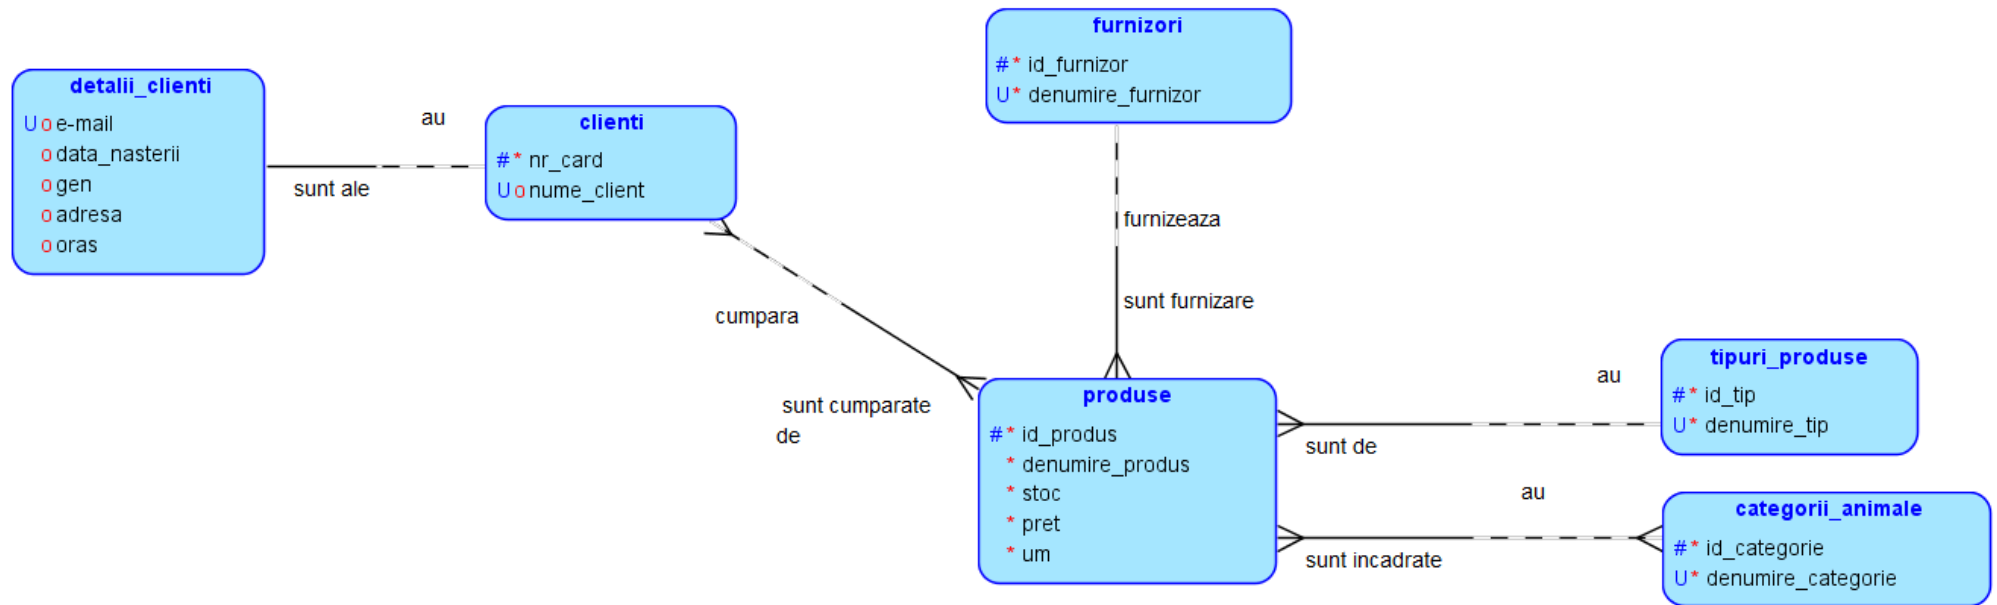 detalii_clienti
U o e-mail
o data_nasterii
o gen
o adresa
o oras
au
sunt ale
clienti
#* nr_card
U o nume_client
cumpara
sunt cumparate
de
furnizori
#* id_furnizor
U* denumire_furnizor
furnizeaza
sunt furnizare
produse
#* id_produs
* denumire_produs
* stoc
* pret
* um
au
sunt de
tipuri_produse
#* id_tip
U* denumire_tip
au
sunt incadrate
categorii_animale
#* id_categorie
U* denumire_categorie